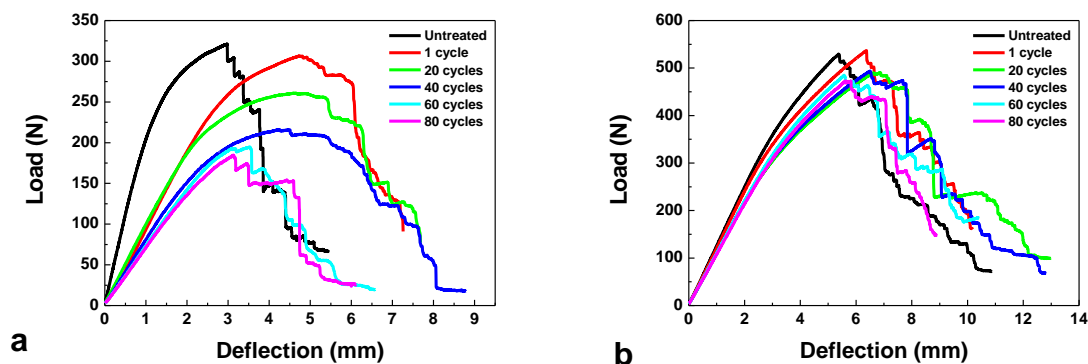 350
300
250
200
150
100
50
0
Load (N)
0 1 2 3 4 5 6 7 8 9
Deflection (mm)
Untreated
1 cycle
20 cycles
40 cycles
60 cycles
80 cycles
a
600
500
400
300
200
100
0
Load (N)
0 2 4 6 8 10 12 14
Deflection (mm)
Untreated
1 cycle
20 cycles
40 cycles
60 cycles
80 cycles
b